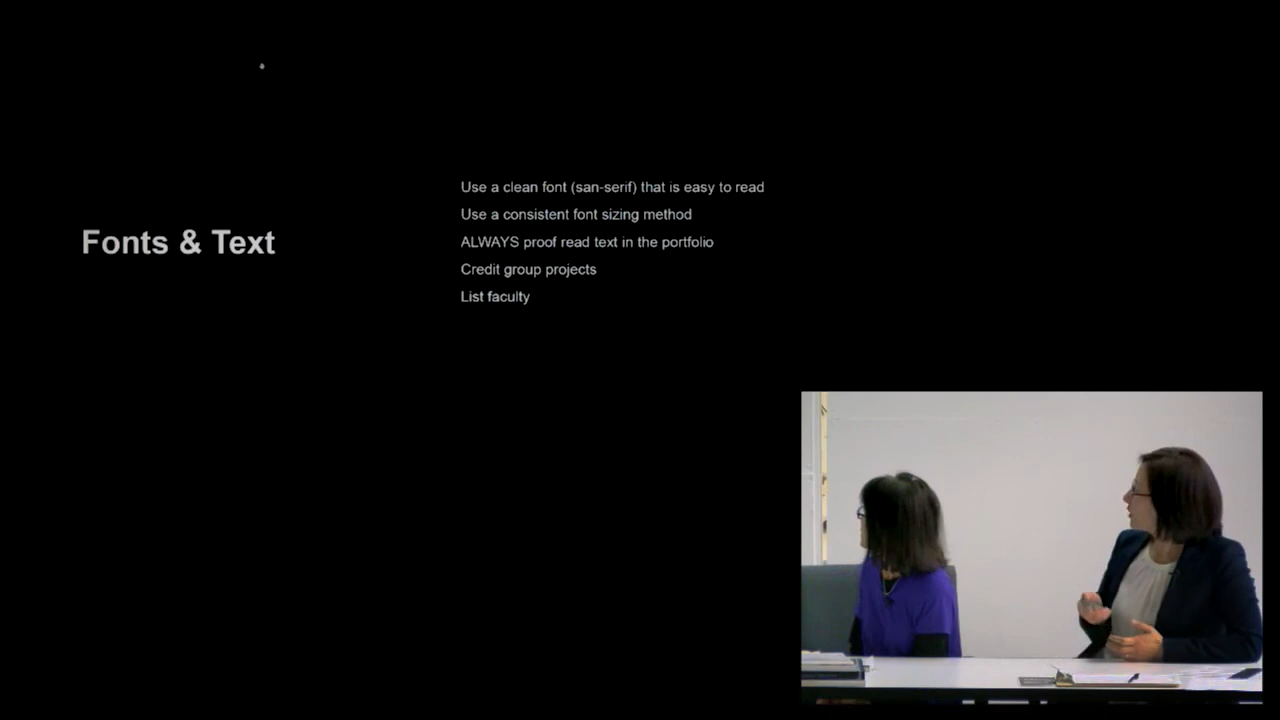 Fonts & Text
Use a clean font (san-serif) that is easy to read
Use a consistent font sizing method
ALWAYS proof read text in the portfolio
Credit group projects
List faculty